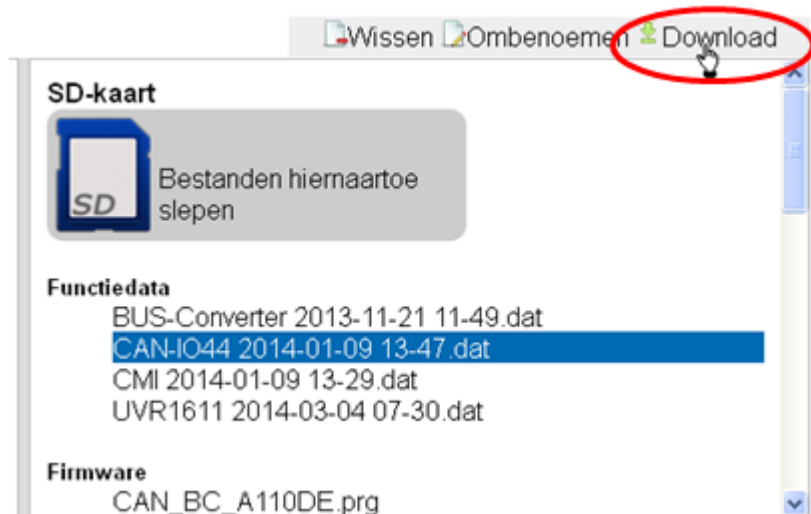 Wissen Ombenoemen Download
SD-kaart
SD
Bestanden hiernaartoe
slepen
Functiedata
BUS-Converter 2013-11-21 11-49.dat
CAN-IO44 2014-01-09 13-47.dat
CMI 2014-01-09 13-29.dat
UVR1611 2014-03-04 07-30.dat
Firmware
CAN_BC_A110DE.prg